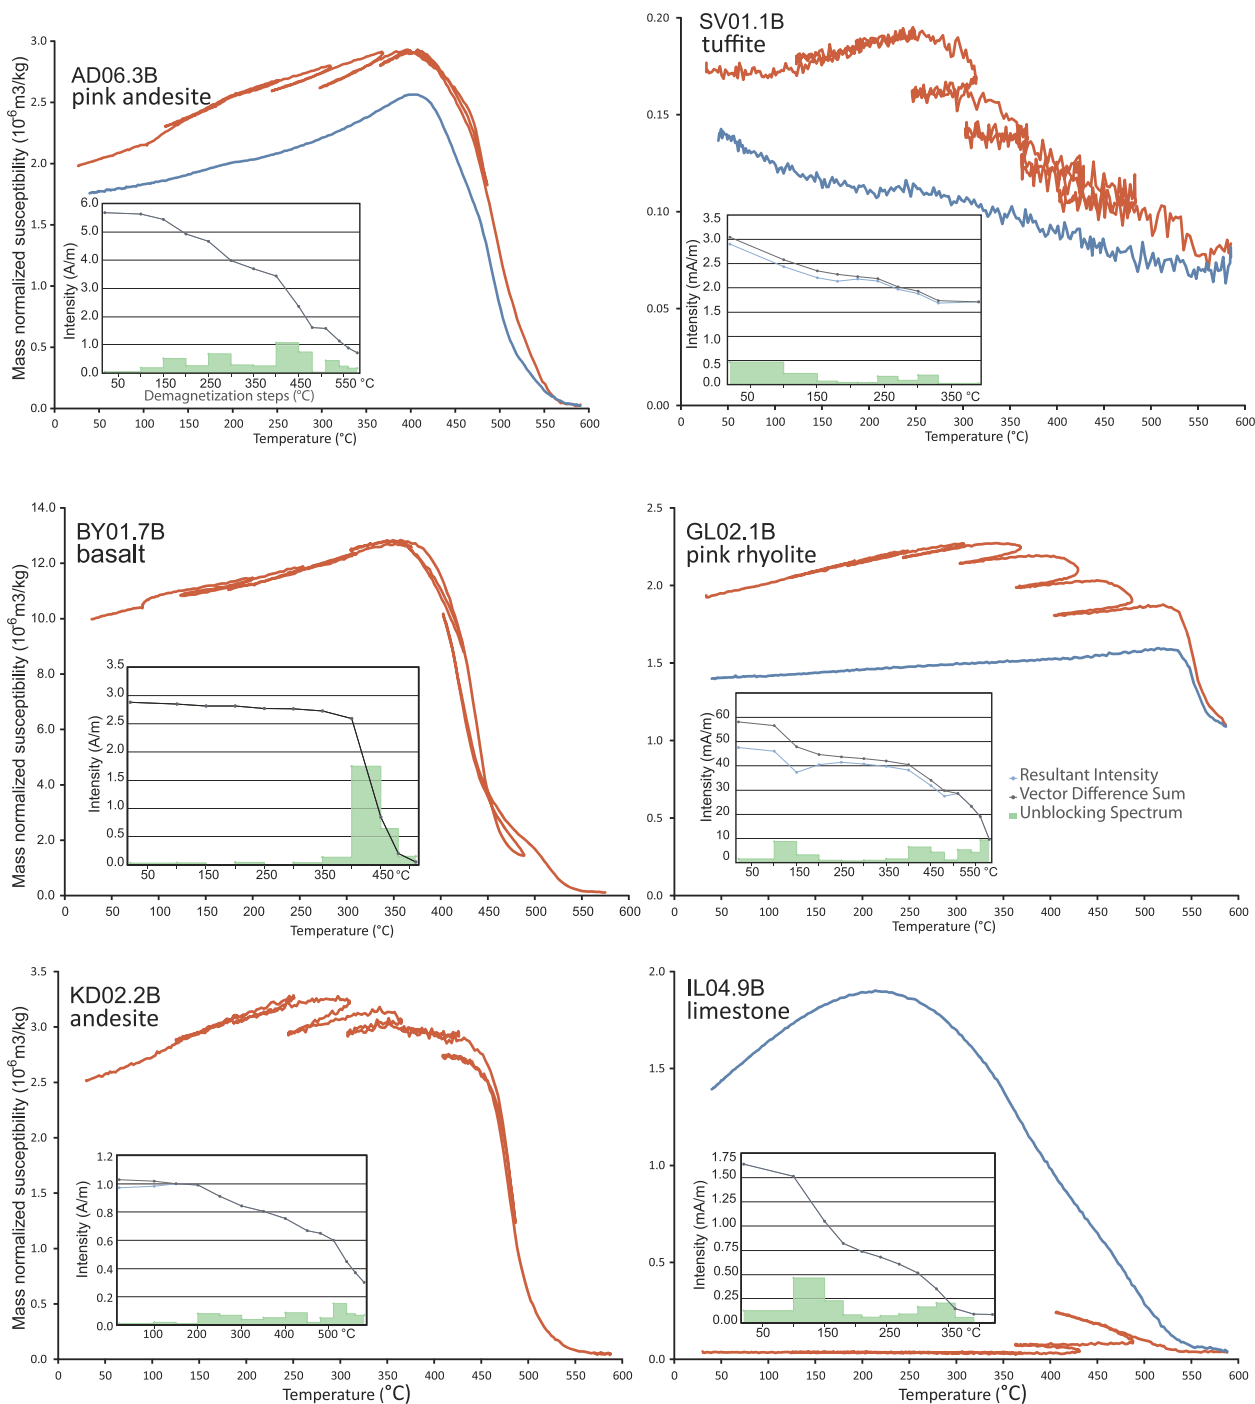 AD06.3B
pink andesite
Mass normalized susceptibility (10⁻⁶m3/kg)
3.0
2.5
2.0
1.5
1.0
0.5
0.0
0 50 100 150 200 250 300 350 400 450 500 550 600
Temperature (°C)
Intensity (A/m)
6.0
5.0
4.0
3.0
2.0
1.0
0.0
50 150 250 350 450 550 °C
Demagnetization steps (°C)
SV01.1B
tuffite
0.20
0.15
0.10
0.05
0.00
0 50 100 150 200 250 300 350 400 450 500 550 600
Temperature (°C)
Intensity (mA/m)
3.5
3.0
2.5
2.0
1.5
1.0
0.5
0.0
50 150 250 350 °C
BY01.7B
basalt
Mass normalized susceptibility (10⁻⁶m3/kg)
14.0
12.0
10.0
8.0
6.0
4.0
2.0
0.0
0 50 100 150 200 250 300 350 400 450 500 550 600
Temperature (°C)
Intensity (A/m)
3.5
3.0
2.5
2.0
1.5
1.0
0.5
0.0
50 150 250 350 450 °C
GL02.1B
pink rhyolite
2.5
2.0
1.5
1.0
0.5
0.0
0 50 100 150 200 250 300 350 400 450 500 550 600
Temperature (°C)
Intensity (mA/m)
60
50
40
30
20
10
0
50 150 250 350 450 550 °C
Resultant Intensity
Vector Difference Sum
Unblocking Spectrum
KD02.2B
andesite
Mass normalized susceptibility (10⁻⁶m3/kg)
3.5
3.0
2.5
3.0
1.5
1.0
0.5
0.0
0 50 100 150 200 250 300 350 400 450 500 550 600
Temperature (°C)
Intensity (A/m)
1.2
1.0
0.8
0.6
0.4
0.2
0.0
100 200 300 400 500 °C
IL04.9B
limestone
2.0
1.5
1.0
0.5
0.0
0 50 100 150 200 250 300 350 400 450 500 550 600
Temperature (°C)
Intensity (mA/m)
1.75
1.50
1.25
1.00
0.75
0.50
0.25
0.00
50 150 250 350 °C